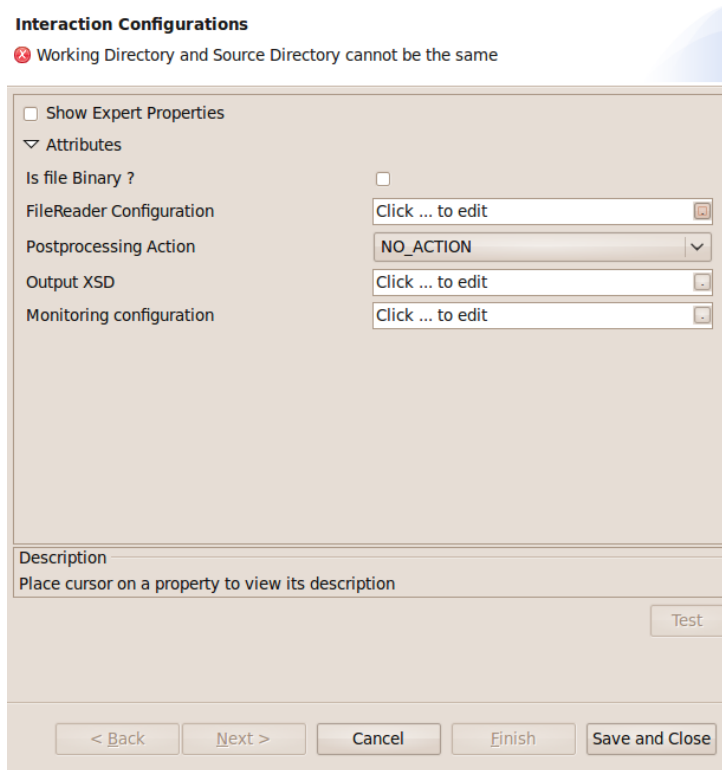 Interaction Configurations
Working Directory and Source Directory cannot be the same
Show Expert Properties
Attributes
Is file Binary ?
FileReader Configuration Click ... to edit
Postprocessing Action NO_ACTION
Output XSD Click ... to edit
Monitoring configuration Click ... to edit
Description
Place cursor on a property to view its description
Test
< Back Next > Cancel Finish Save and Close